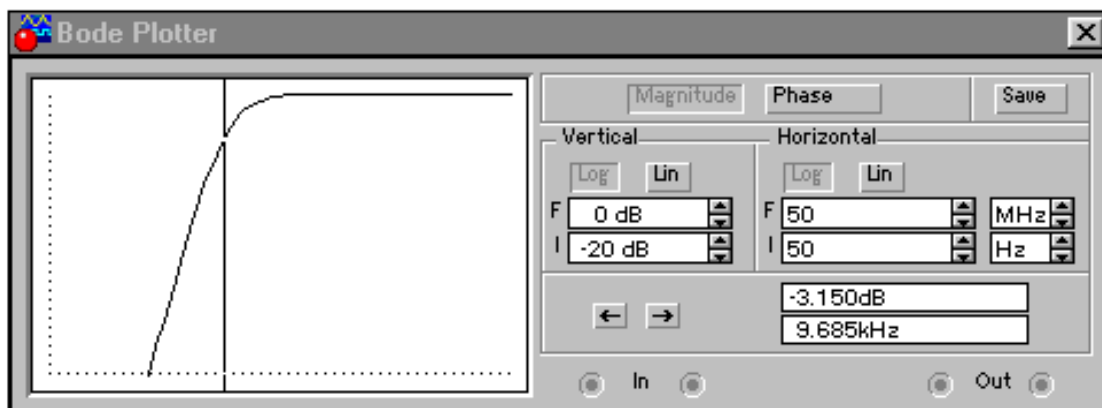 Bode Plotter
Magnitude Phase Save
Vertical Horizontal
Log Lin Log Lin
F 0 dB F 50 MHz
I -20 dB I 50 Hz
← → -3.150dB
9.685kHz
In Out